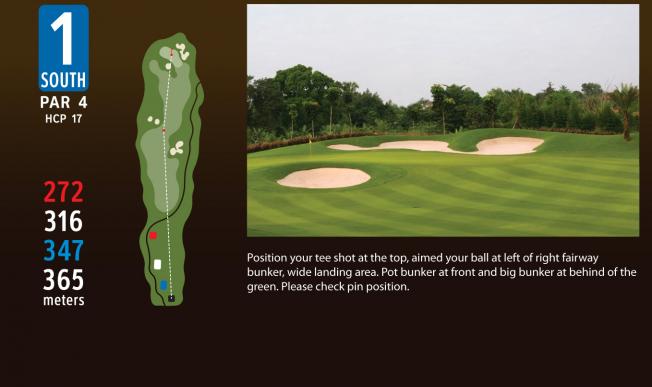 1
SOUTH
PAR 4
HCP 17
272
316
347
365
meters
Position your tee shot at the top, aimed your ball at left of right fairway
bunker, wide landing area. Pot bunker at front and big bunker at behind of the
green. Please check pin position.